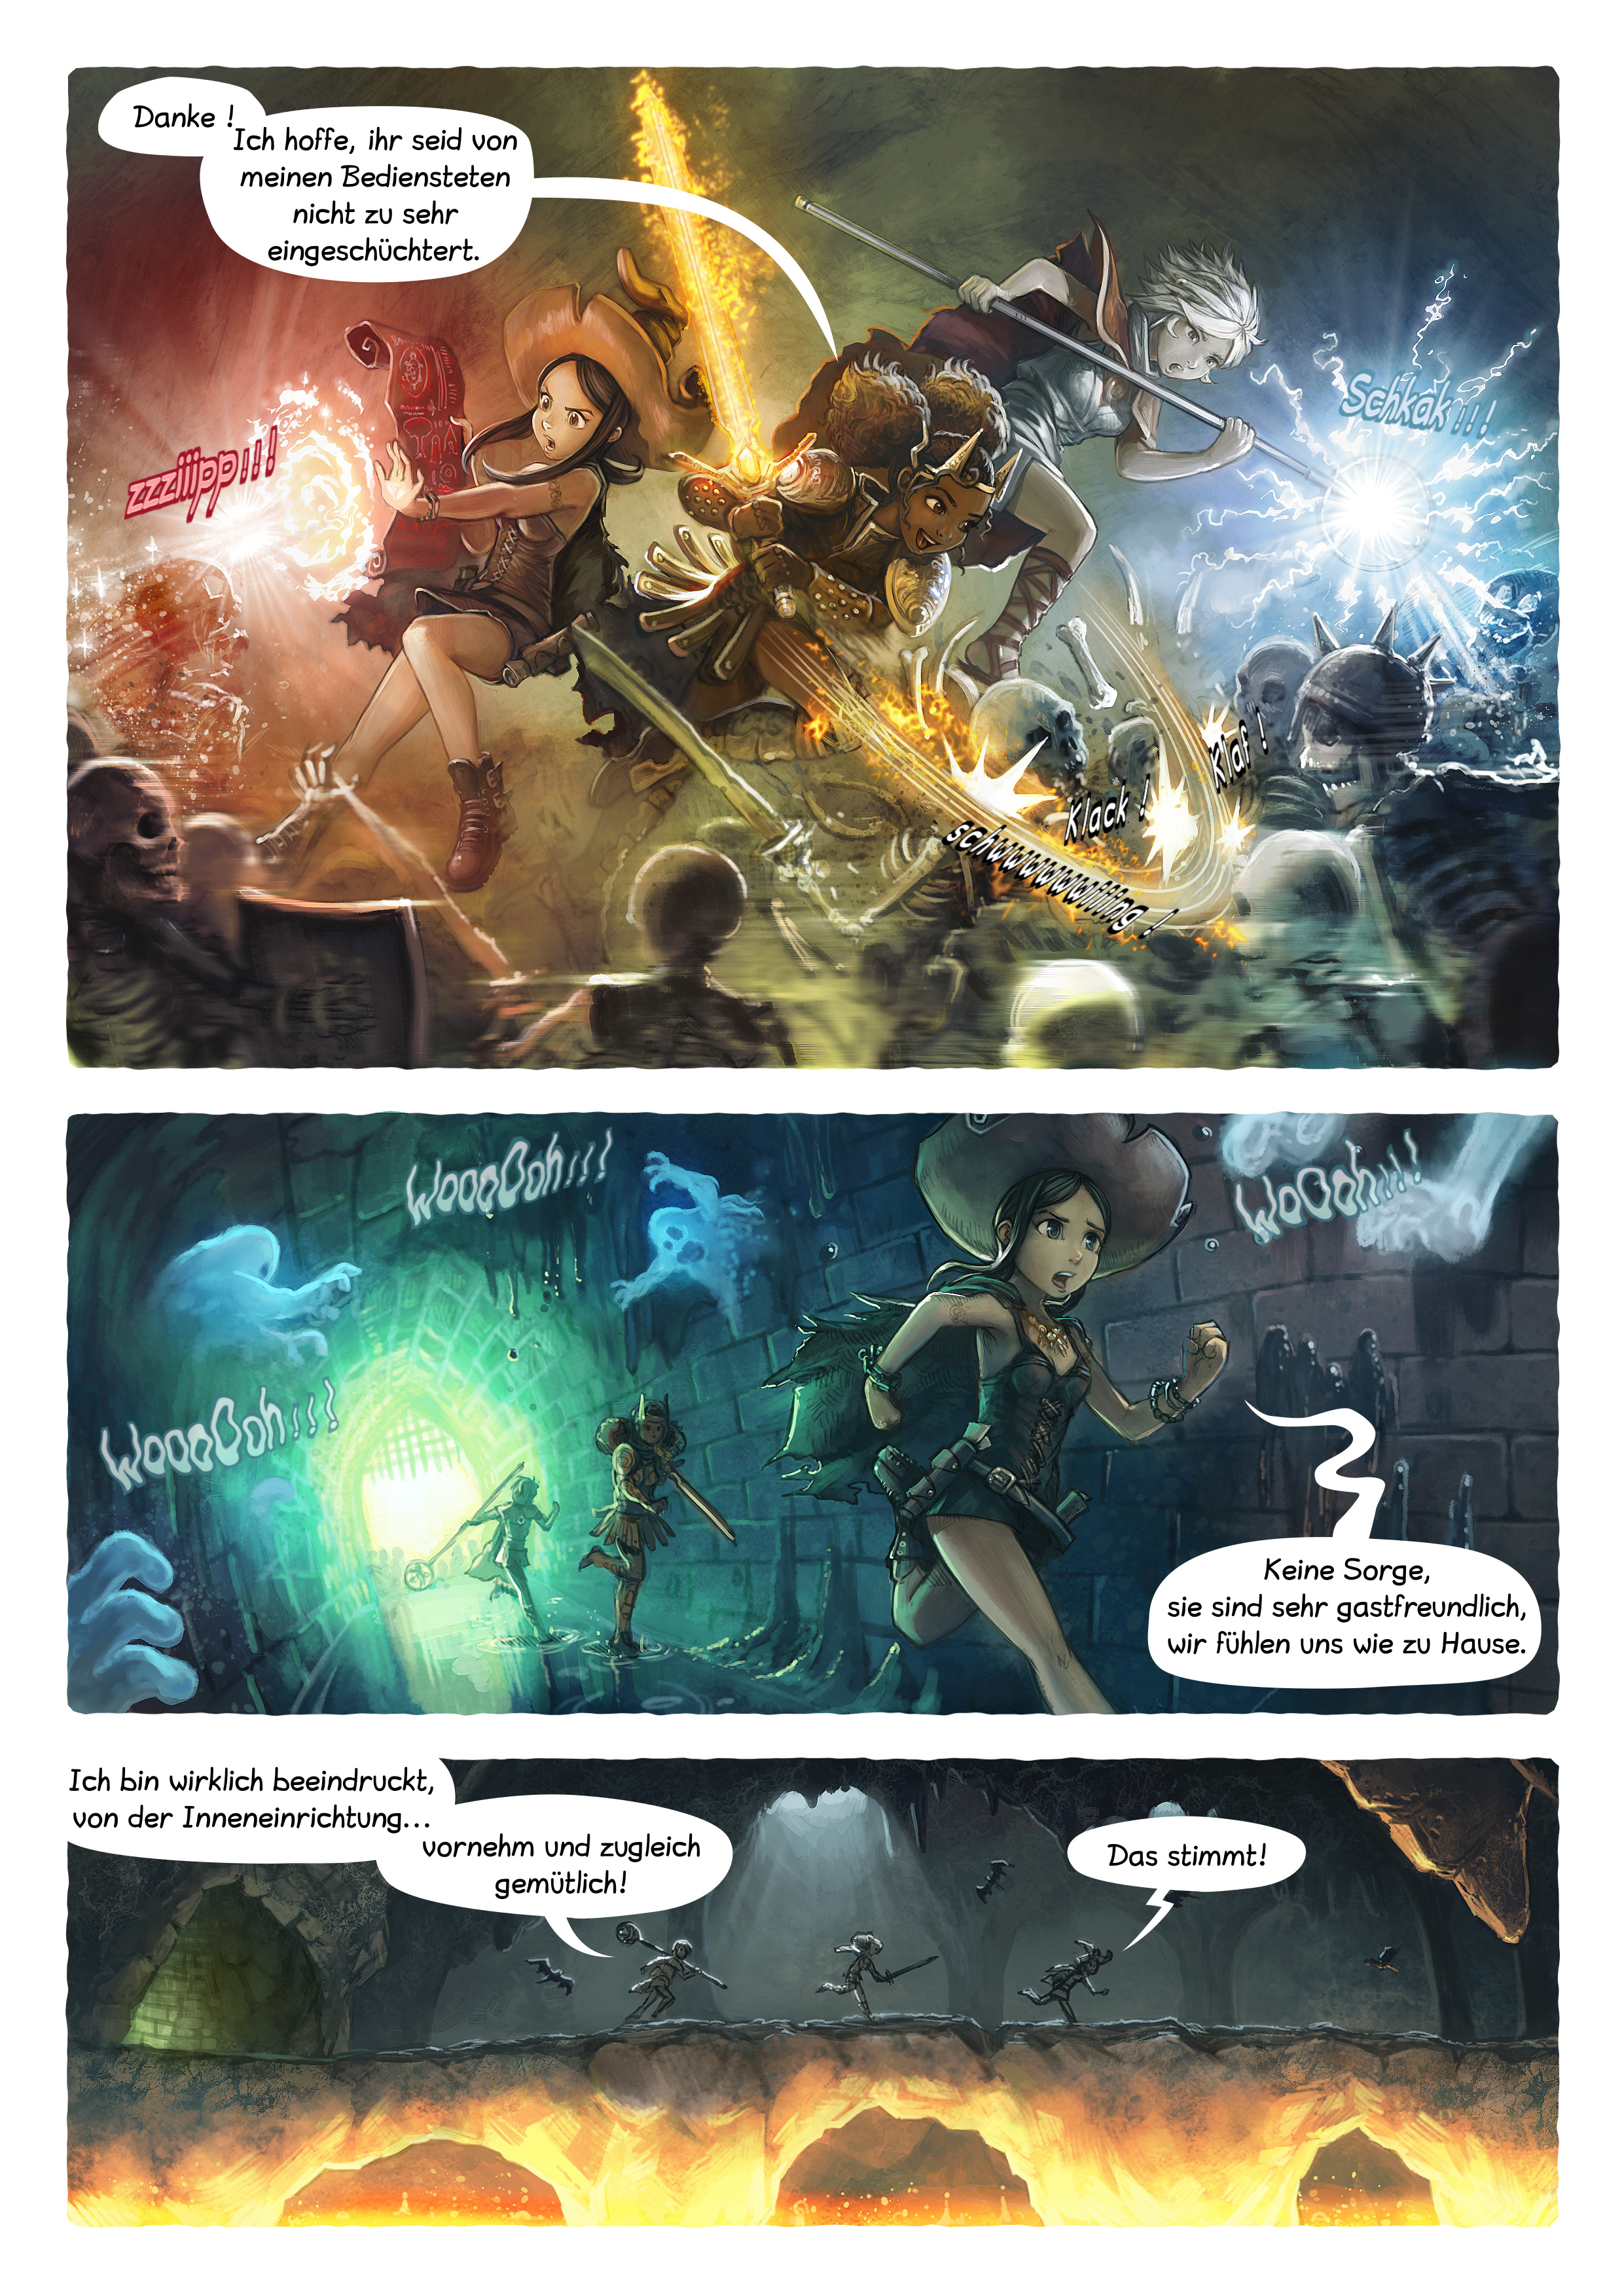 Danke !
Ich hoffe, ihr seid von
meinen Bediensteten
nicht zu sehr
eingeschüchtert.
zzziiipp!!!
Schkak!!!
Klaf !
Klack !
schwwwwwwiiing !
WoooOoh!!!
WoOoh!!!
WoooOoh!!!
Keine Sorge,
sie sind sehr gastfreundlich,
wir fühlen uns wie zu Hause.
Ich bin wirklich beeindruckt,
von der Inneneinrichtung...
vornehm und zugleich
gemütlich!
Das stimmt!